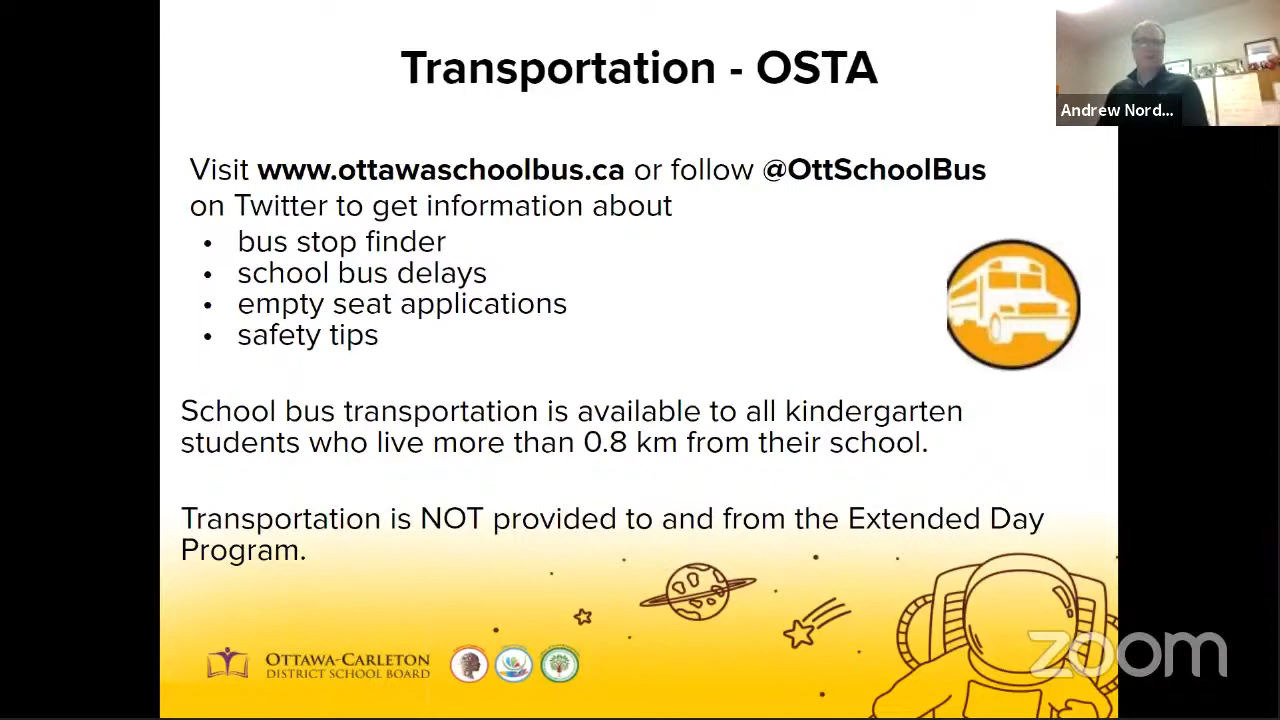 Transportation - OSTA
Andrew Nord...
Visit www.ottawaschoolbus.ca or follow @OttSchoolBus
on Twitter to get information about
• bus stop finder
• school bus delays
• empty seat applications
• safety tips
School bus transportation is available to all kindergarten
students who live more than 0.8 km from their school.
Transportation is NOT provided to and from the Extended Day
Program.
OTTAWA-CARLETON
DISTRICT SCHOOL BOARD
zoom